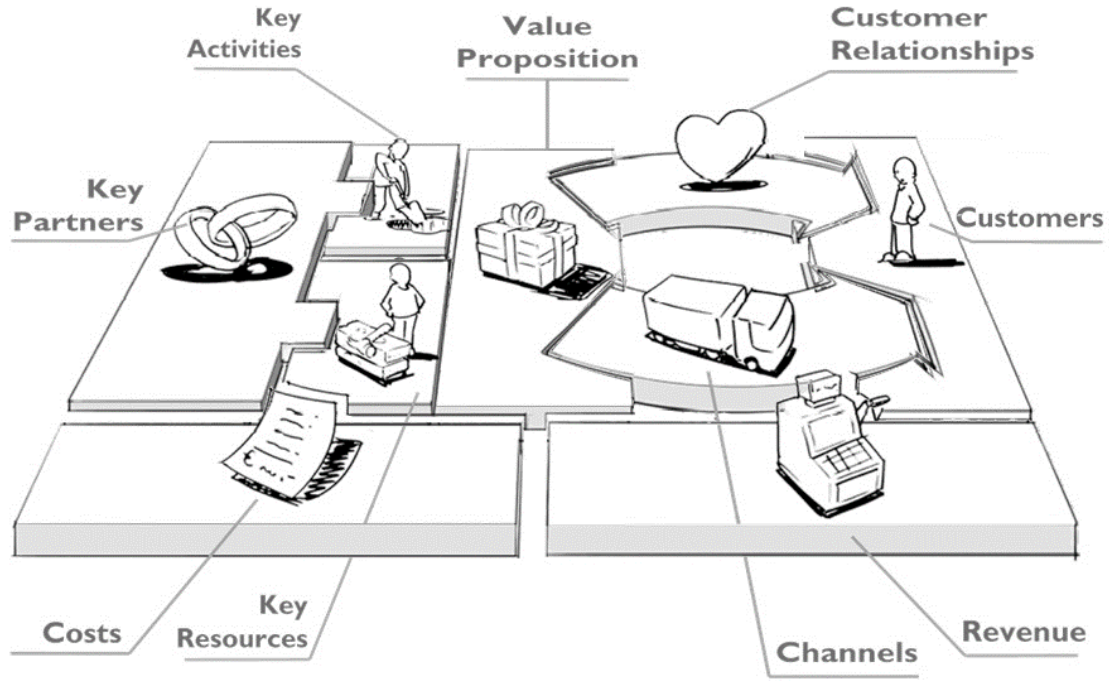 Key
Activities
Value
Proposition
Customer
Relationships
Key
Partners
Customers
€
Costs
Key
Resources
Channels
Revenue